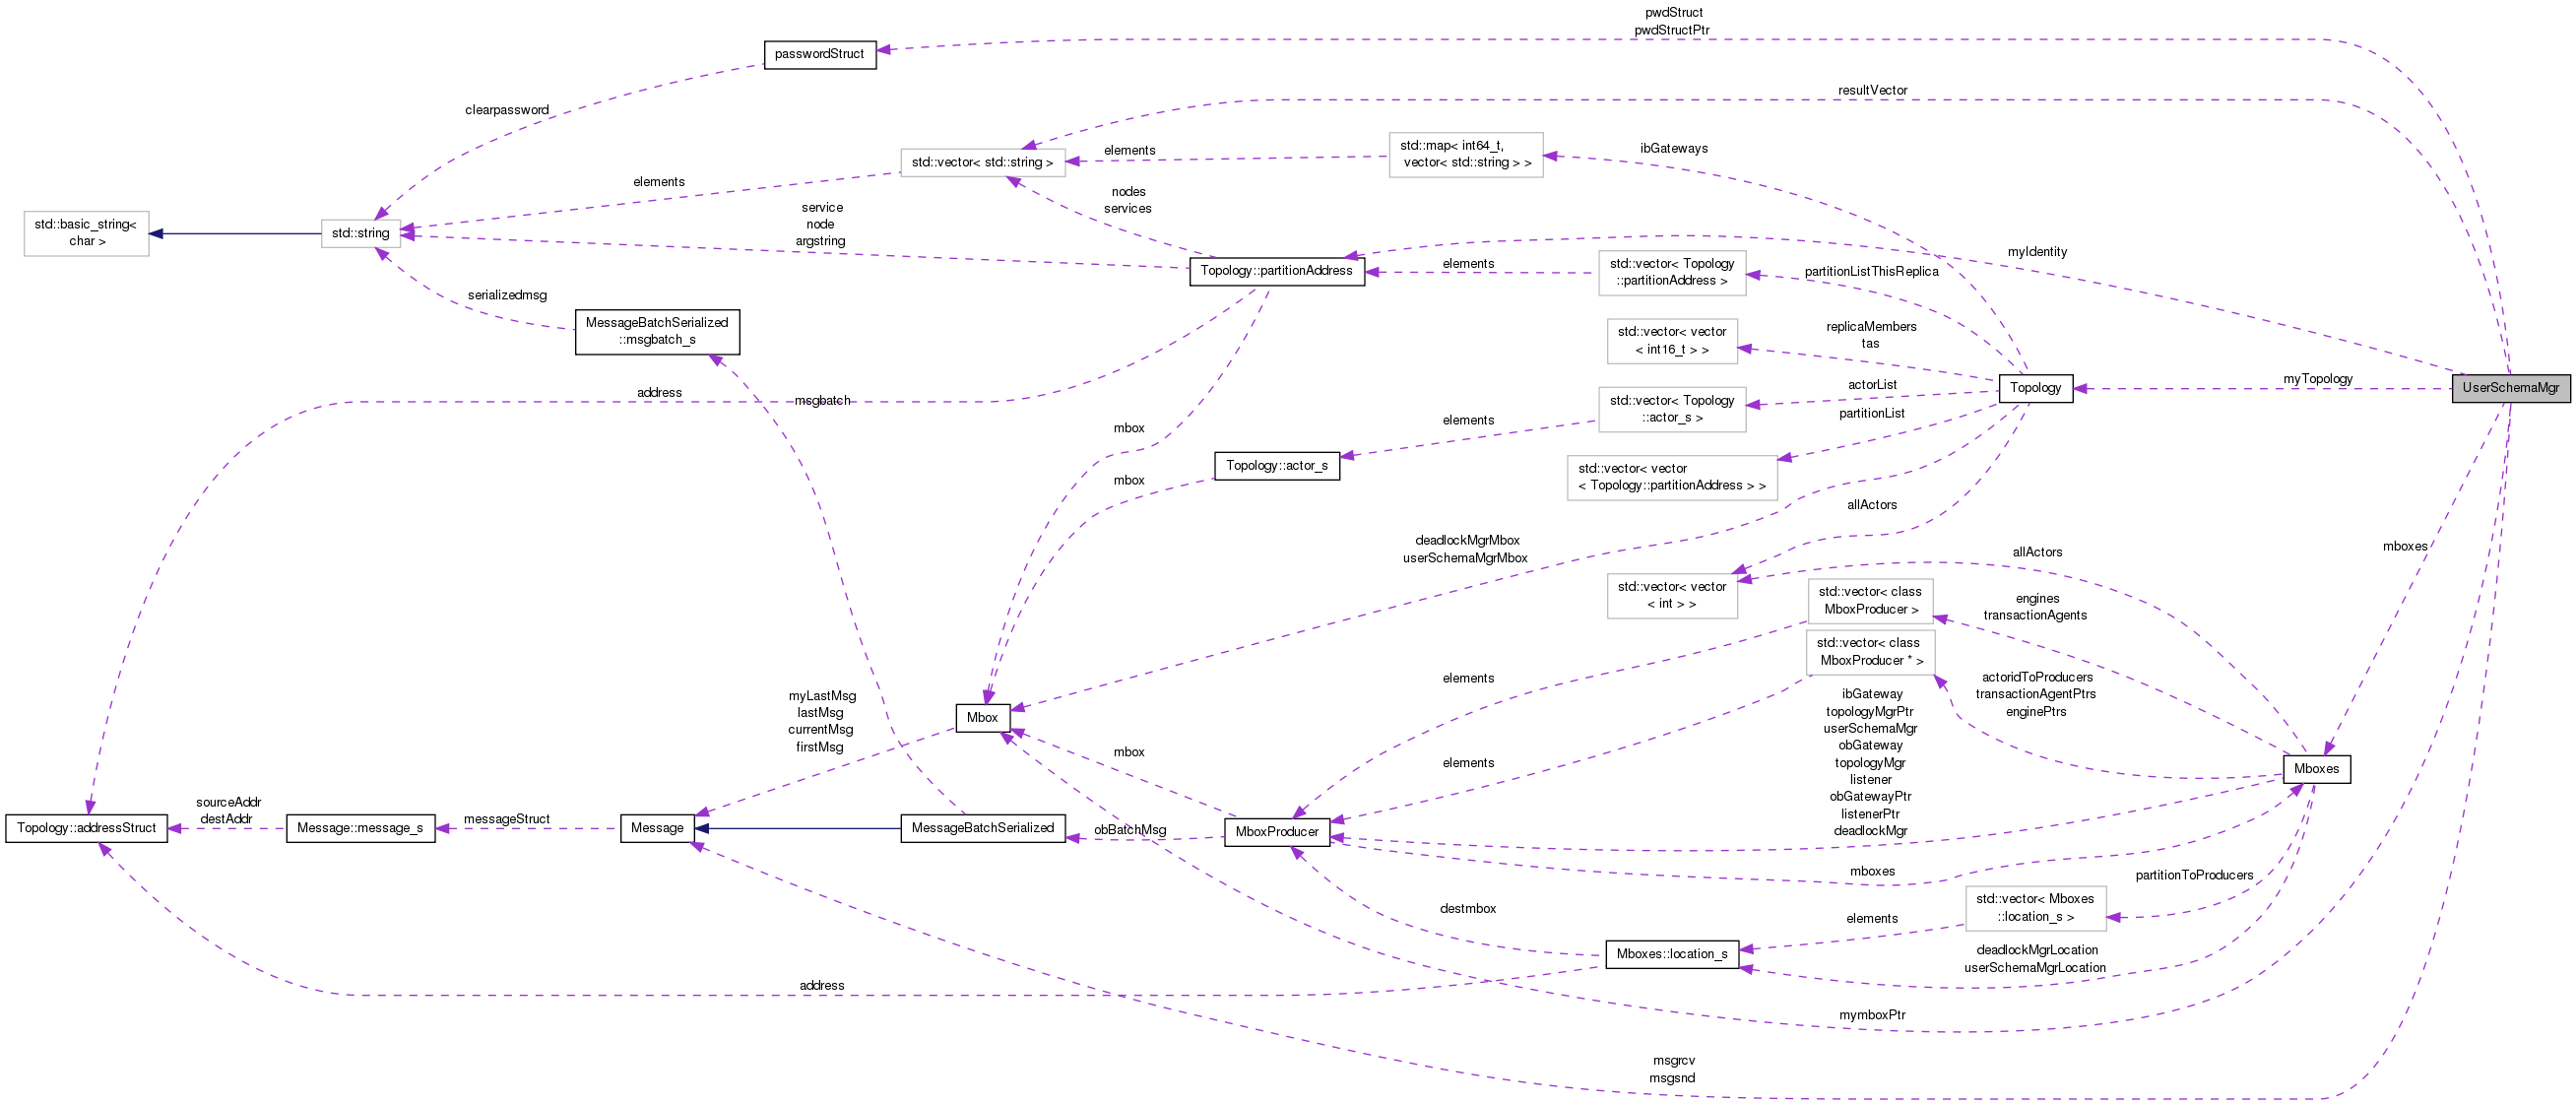 pwdStruct
pwdStructPtr
passwordStruct
resultVector
clearpassword
std::vector< std::string >
elements
std::map< int64_t,
vector< std::string > >
ibGateways
elements
nodes
services
std::basic_string<
char >
std::string
service
node
argstring
Topology::partitionAddress
elements
std::vector< Topology
::partitionAddress >
partitionListThisReplica
myIdentity
serializedmsg
MessageBatchSerialized
::msgbatch_s
std::vector< vector
< int16_t > >
replicaMembers
tas
address
msgbatch
mbox
std::vector< Topology
::actor_s >
actorList
partitionList
Topology
myTopology
UserSchemaMgr
elements
Topology::actor_s
mbox
std::vector< vector
< Topology::partitionAddress > >
allActors
deadlockMgrMbox
userSchemaMgrMbox
std::vector< vector
< int > >
allActors
mboxes
std::vector< class
MboxProducer >
engines
transactionAgents
std::vector< class
MboxProducer * >
actoridToProducers
transactionAgentPtrs
enginePtrs
elements
elements
myLastMsg
lastMsg
currentMsg
firstMsg
Mbox
mbox
ibGateway
topologyMgrPtr
userSchemaMgr
obGateway
topologyMgr
listener
obGatewayPtr
listenerPtr
deadlockMgr
Mboxes
Topology::addressStruct
sourceAddr
destAddr
Message::message_s
messageStruct
Message
MessageBatchSerialized
obBatchMsg
MboxProducer
mboxes
partitionToProducers
destmbox
std::vector< Mboxes
::location_s >
elements
Mboxes::location_s
deadlockMgrLocation
userSchemaMgrLocation
address
mymboxPtr
msgrcv
msgsnd